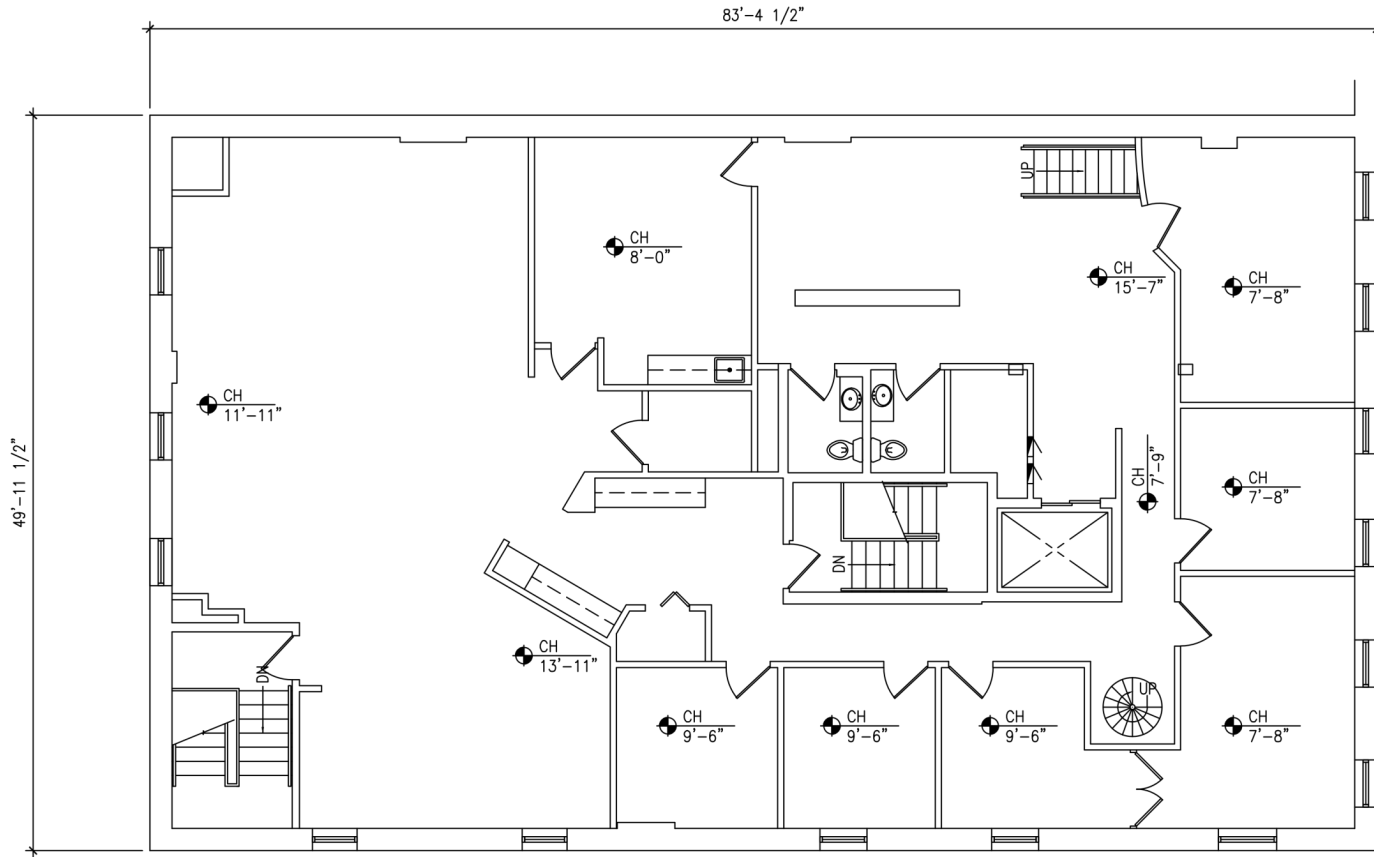 83'-4 1/2"
49'-11 1/2"
UP
CH
8'-0"
CH
15'-7"
CH
7'-8"
CH
11'-11"
CH
7'-9"
CH
7'-8"
DN
CH
13'-11"
DN
UP
CH
9'-6"
CH
9'-6"
CH
9'-6"
CH
7'-8"